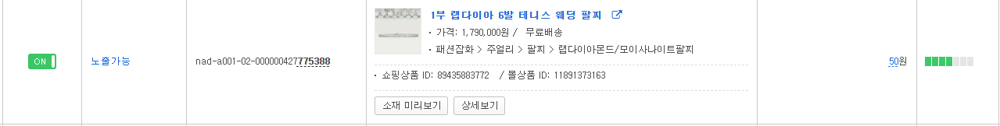 ON
노출가능
nad-a001-02-000000427775388
1부 랩다이아 6발 테니스 웨딩 팔찌
· 가격: 1,790,000원 / 무료배송
· 패션잡화 > 주얼리 > 팔찌 > 랩다이아몬드/모이사나이트팔찌
· 쇼핑상품 ID: 89435883772 / 몰상품 ID: 11891373163
소재 미리보기
상세보기
50원